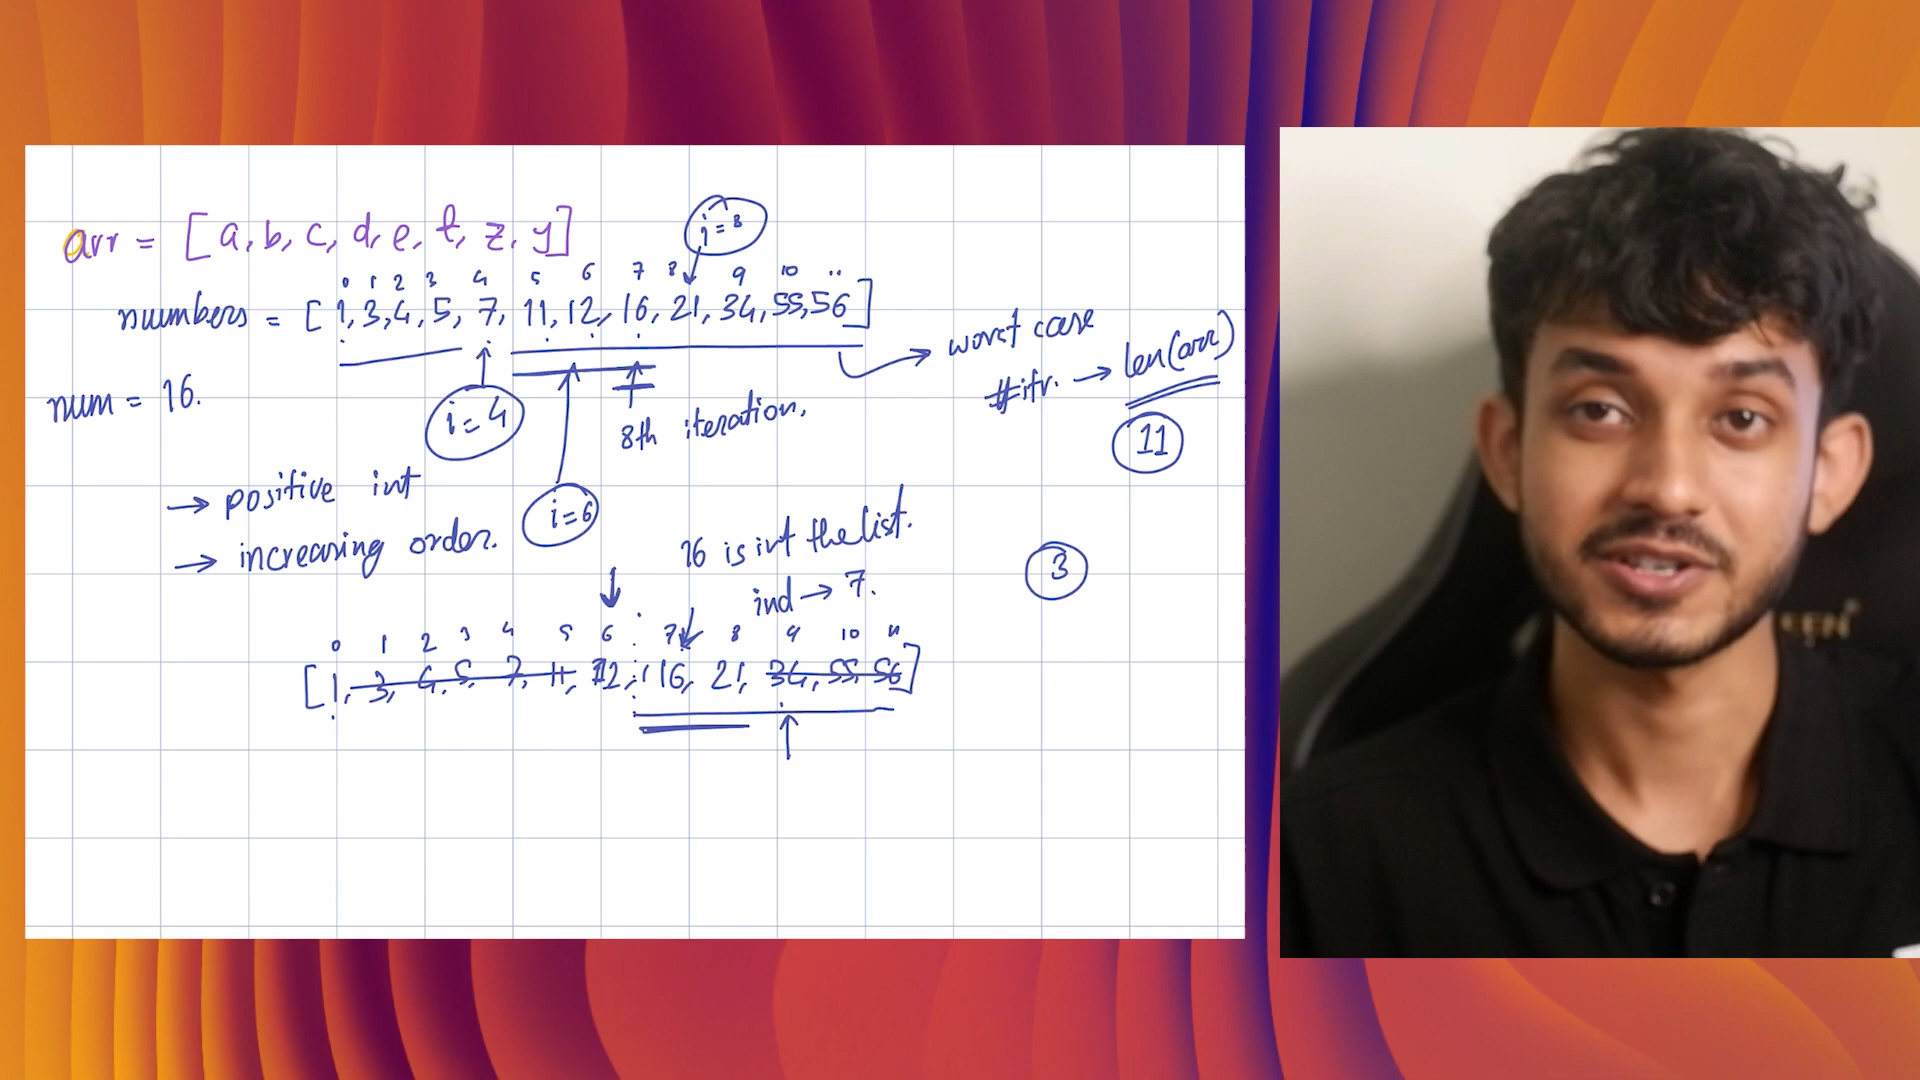 arr = [a, b, c, d, e, f, z, y]
i=8
0 1 2 3 4 5 6 7 8 9 10 ..
numbers = [1, 3, 4, 5, 7, 11, 12, 16, 21, 34, 55, 56]
worst case
#itr. → len(arr)
11
num = 16.
i=4
8th iteration.
→ positive int
→ increasing order.
i=6
16 is int the list.
ind → 7.
3
0 1 2 3 4 5 6 7 8 9 10 11
[1, 3, 4, 5, 7, 11, 12, 16, 21, 34, 55, 56]